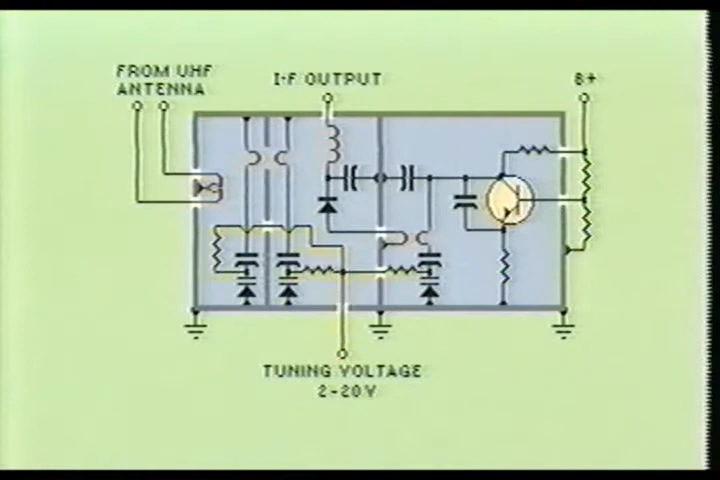 FROM UHF
ANTENNA
I-F OUTPUT
B+
TUNING VOLTAGE
2-20V